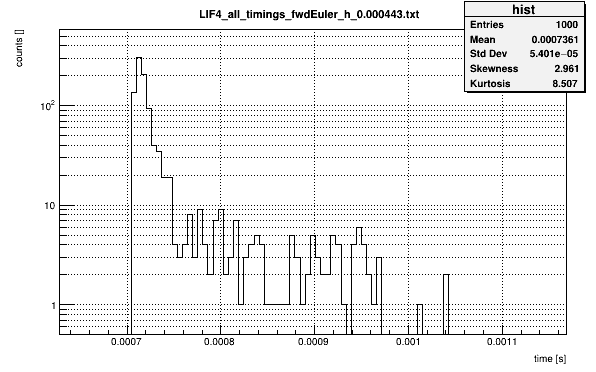 LIF4_all_timings_fwdEuler_h_0.000443.txt
hist
Entries 1000
Mean 0.0007361
Std Dev 5.401e−05
Skewness 2.961
Kurtosis 8.507
counts []
10²
10
1
0.0007 0.0008 0.0009 0.001 0.0011
time [s]